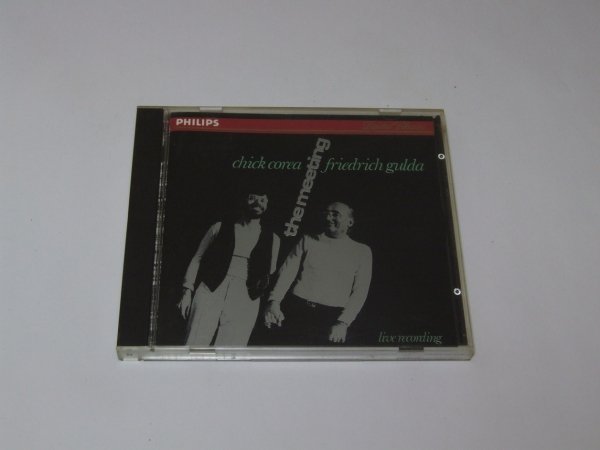 PHILIPS
chick corea friedrich gulda
the meeting
live recording